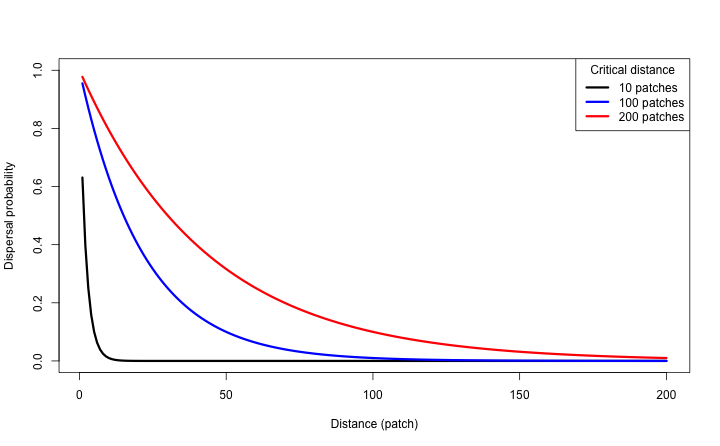 Critical distance
10 patches
100 patches
200 patches
Dispersal probability
1.0
0.8
0.6
0.4
0.2
0.0
0
50
100
150
200
Distance (patch)